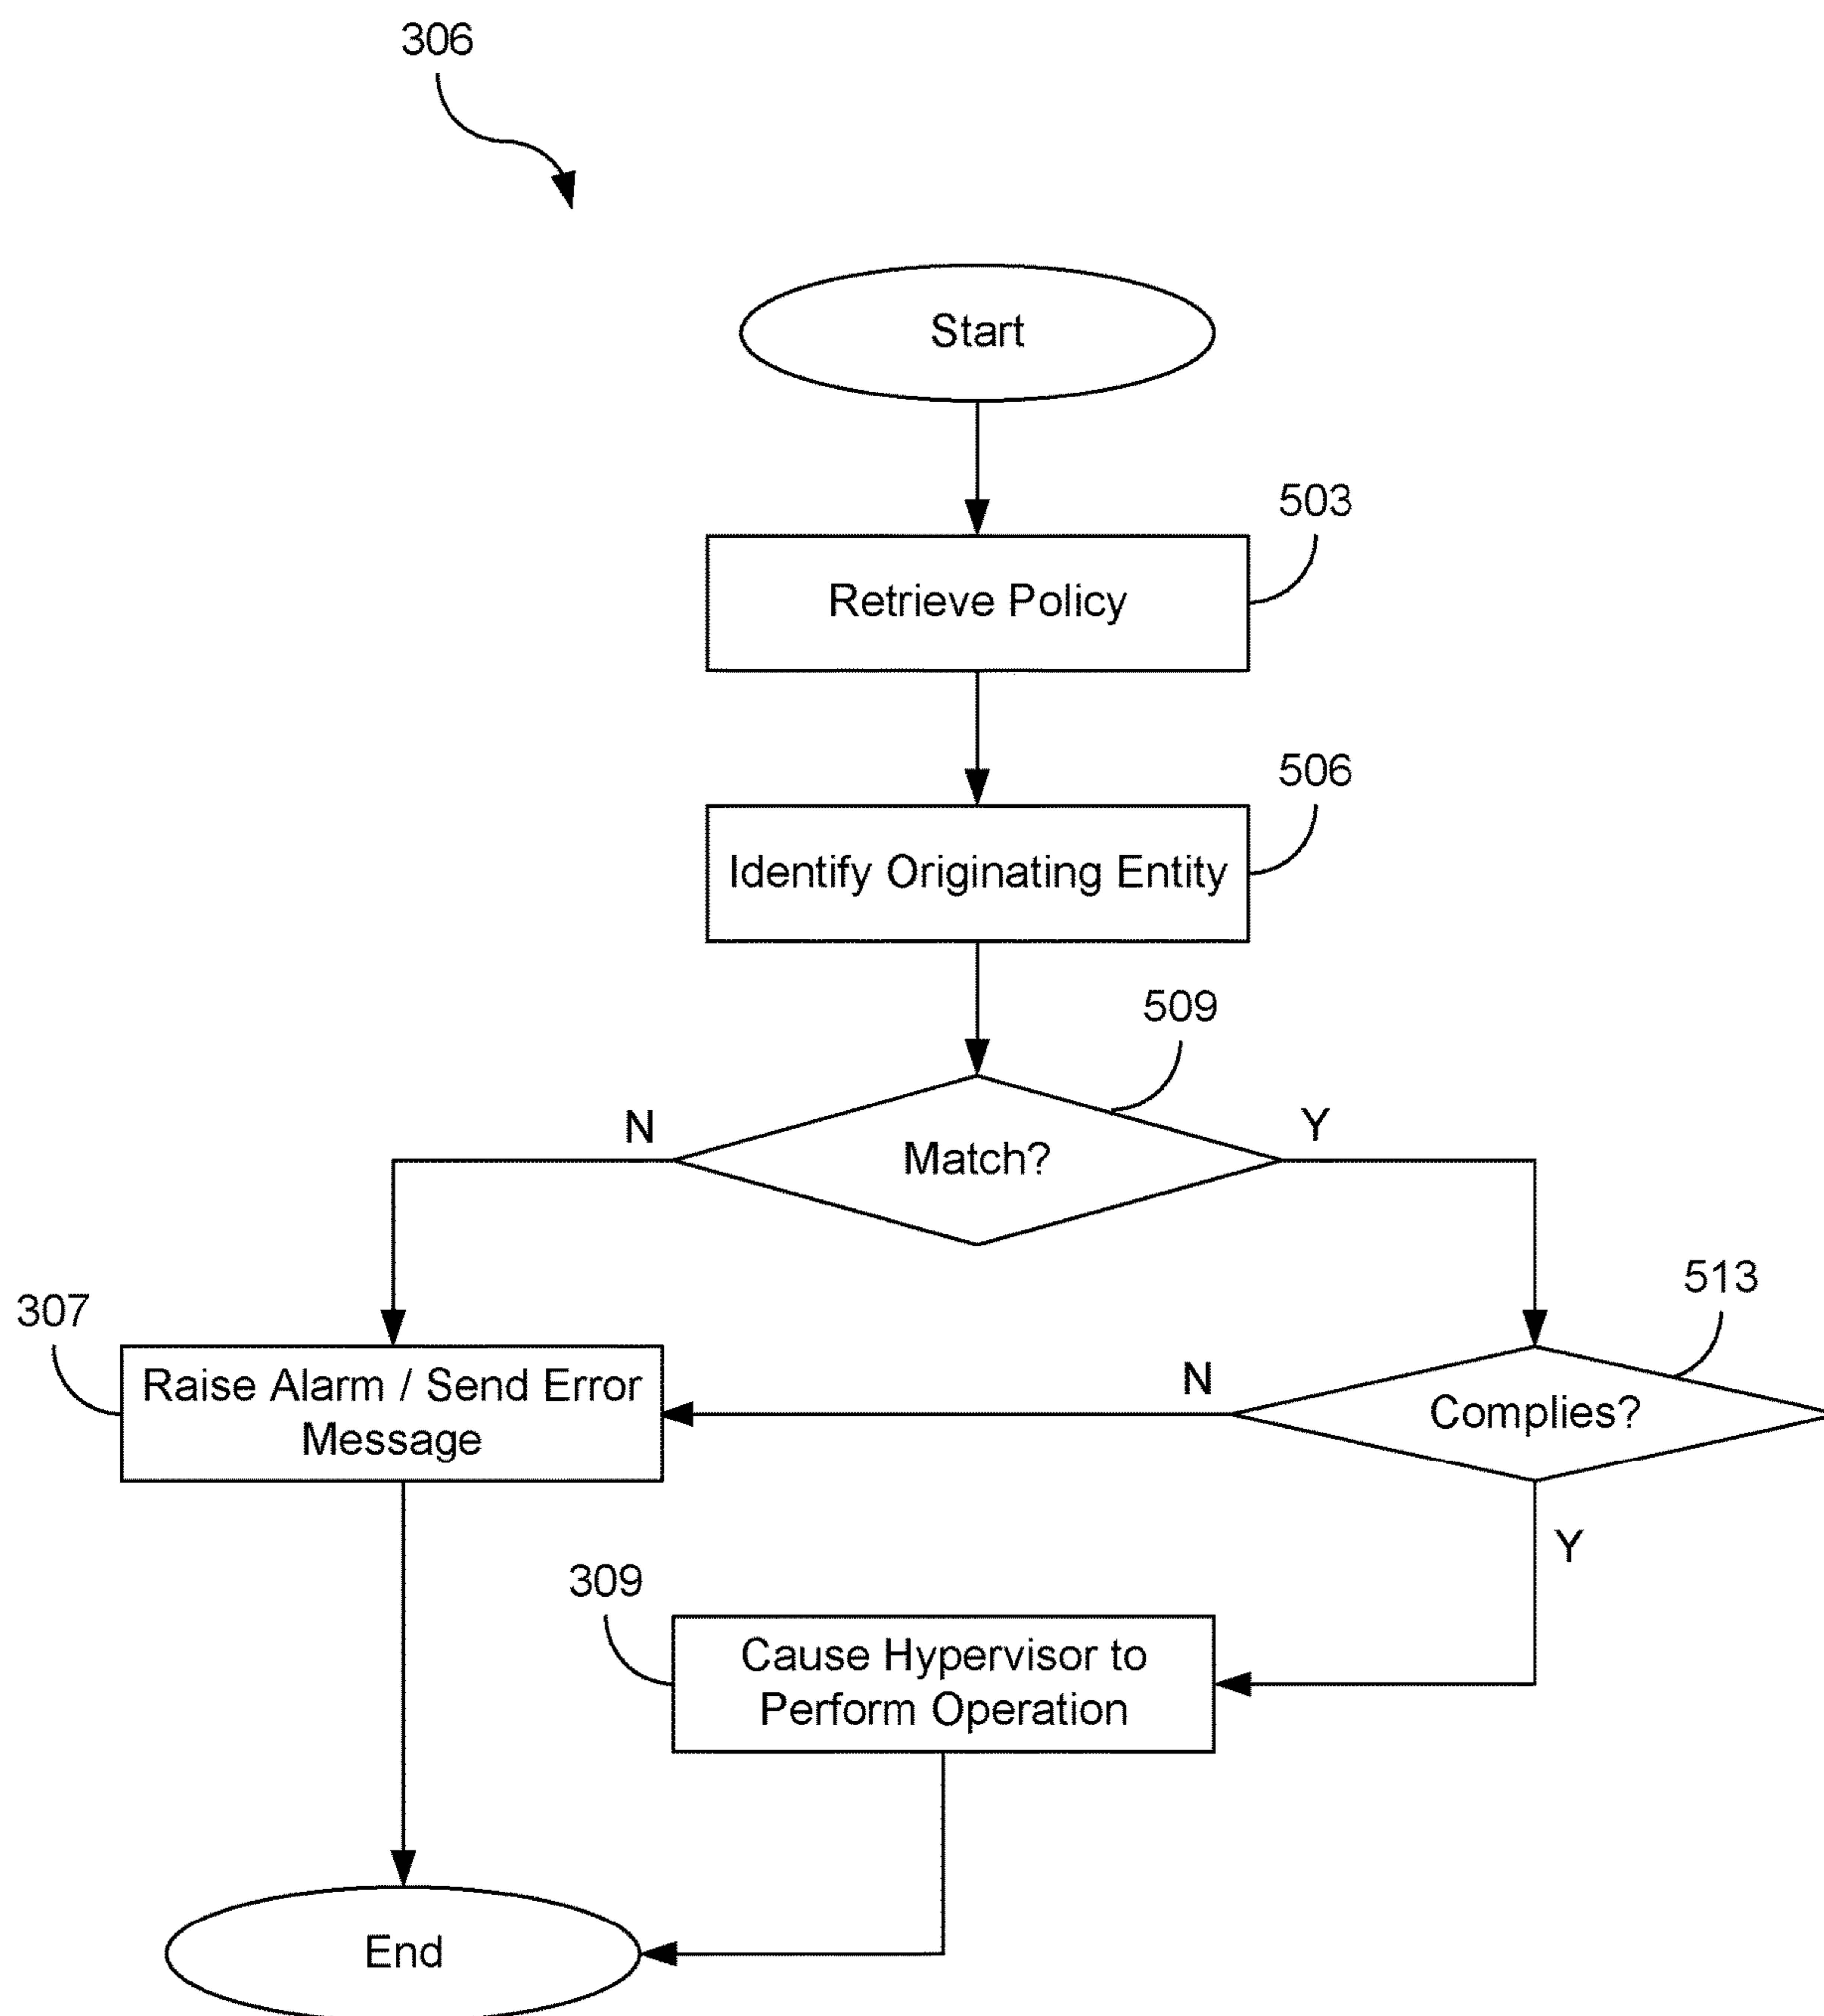 306
Start
503
Retrieve Policy
506
Identify Originating Entity
509
N
Match?
Y
307
513
Raise Alarm / Send Error
Message
N
Complies?
Y
309
Cause Hypervisor to
Perform Operation
End